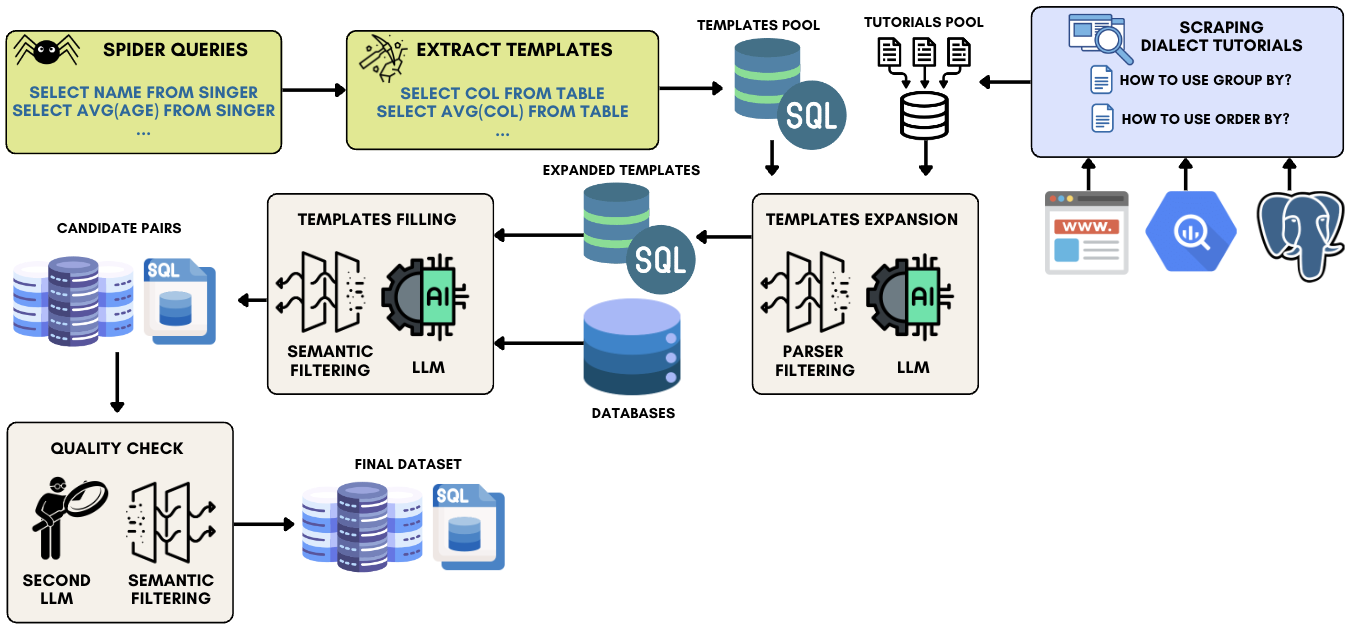 SPIDER QUERIES
SELECT NAME FROM SINGER
SELECT AVG(AGE) FROM SINGER
...
EXTRACT TEMPLATES
SELECT COL FROM TABLE
SELECT AVG(COL) FROM TABLE
...
TEMPLATES POOL
SQL
TUTORIALS POOL
SCRAPING
DIALECT TUTORIALS
HOW TO USE GROUP BY?
HOW TO USE ORDER BY?
WWW.
TEMPLATES EXPANSION
AI
PARSER
FILTERING
LLM
EXPANDED TEMPLATES
SQL
DATABASES
TEMPLATES FILLING
AI
SEMANTIC
FILTERING
LLM
CANDIDATE PAIRS
SQL
QUALITY CHECK
SECOND
LLM
SEMANTIC
FILTERING
FINAL DATASET
SQL